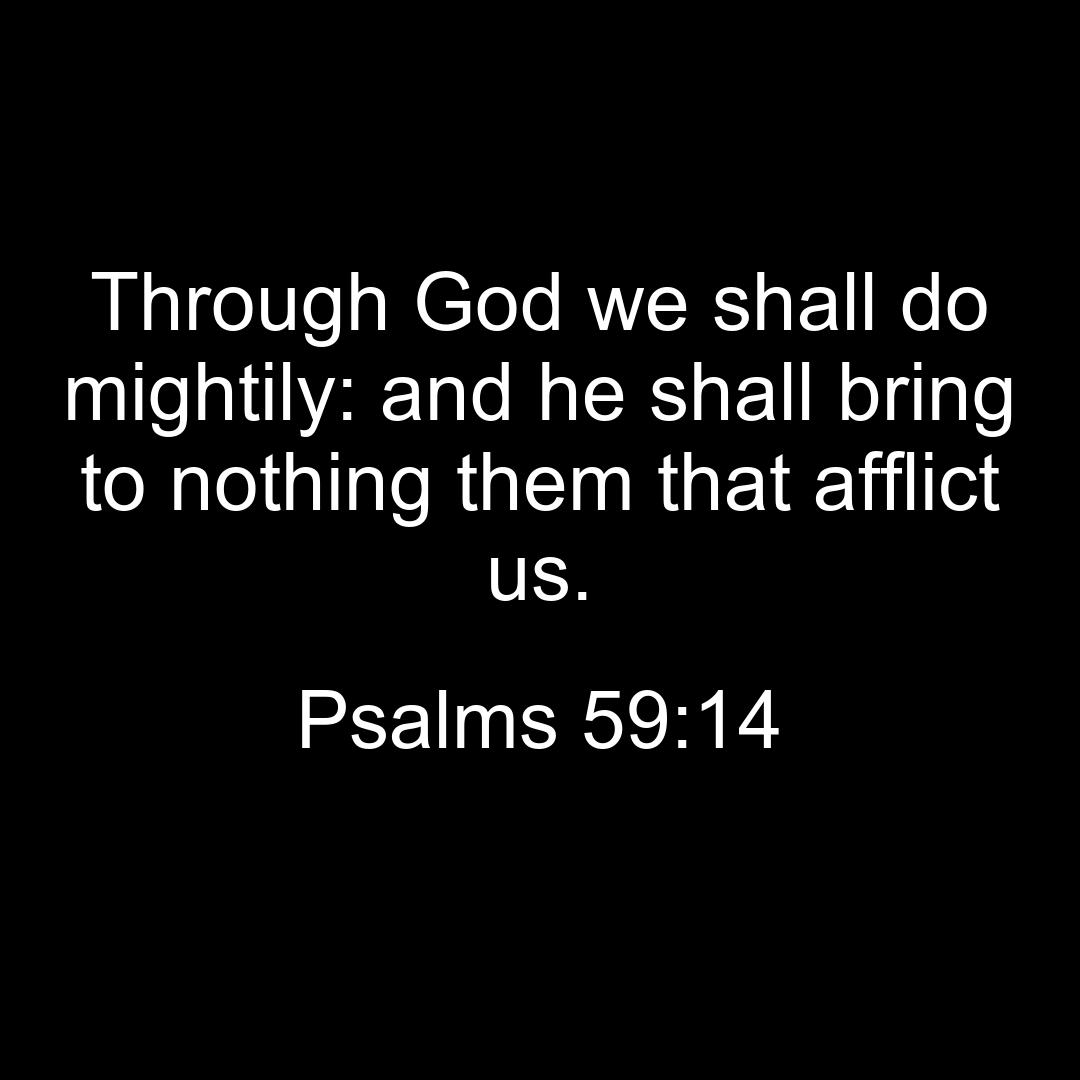 Through God we shall do
mightily: and he shall bring
to nothing them that afflict
us.
Psalms 59:14